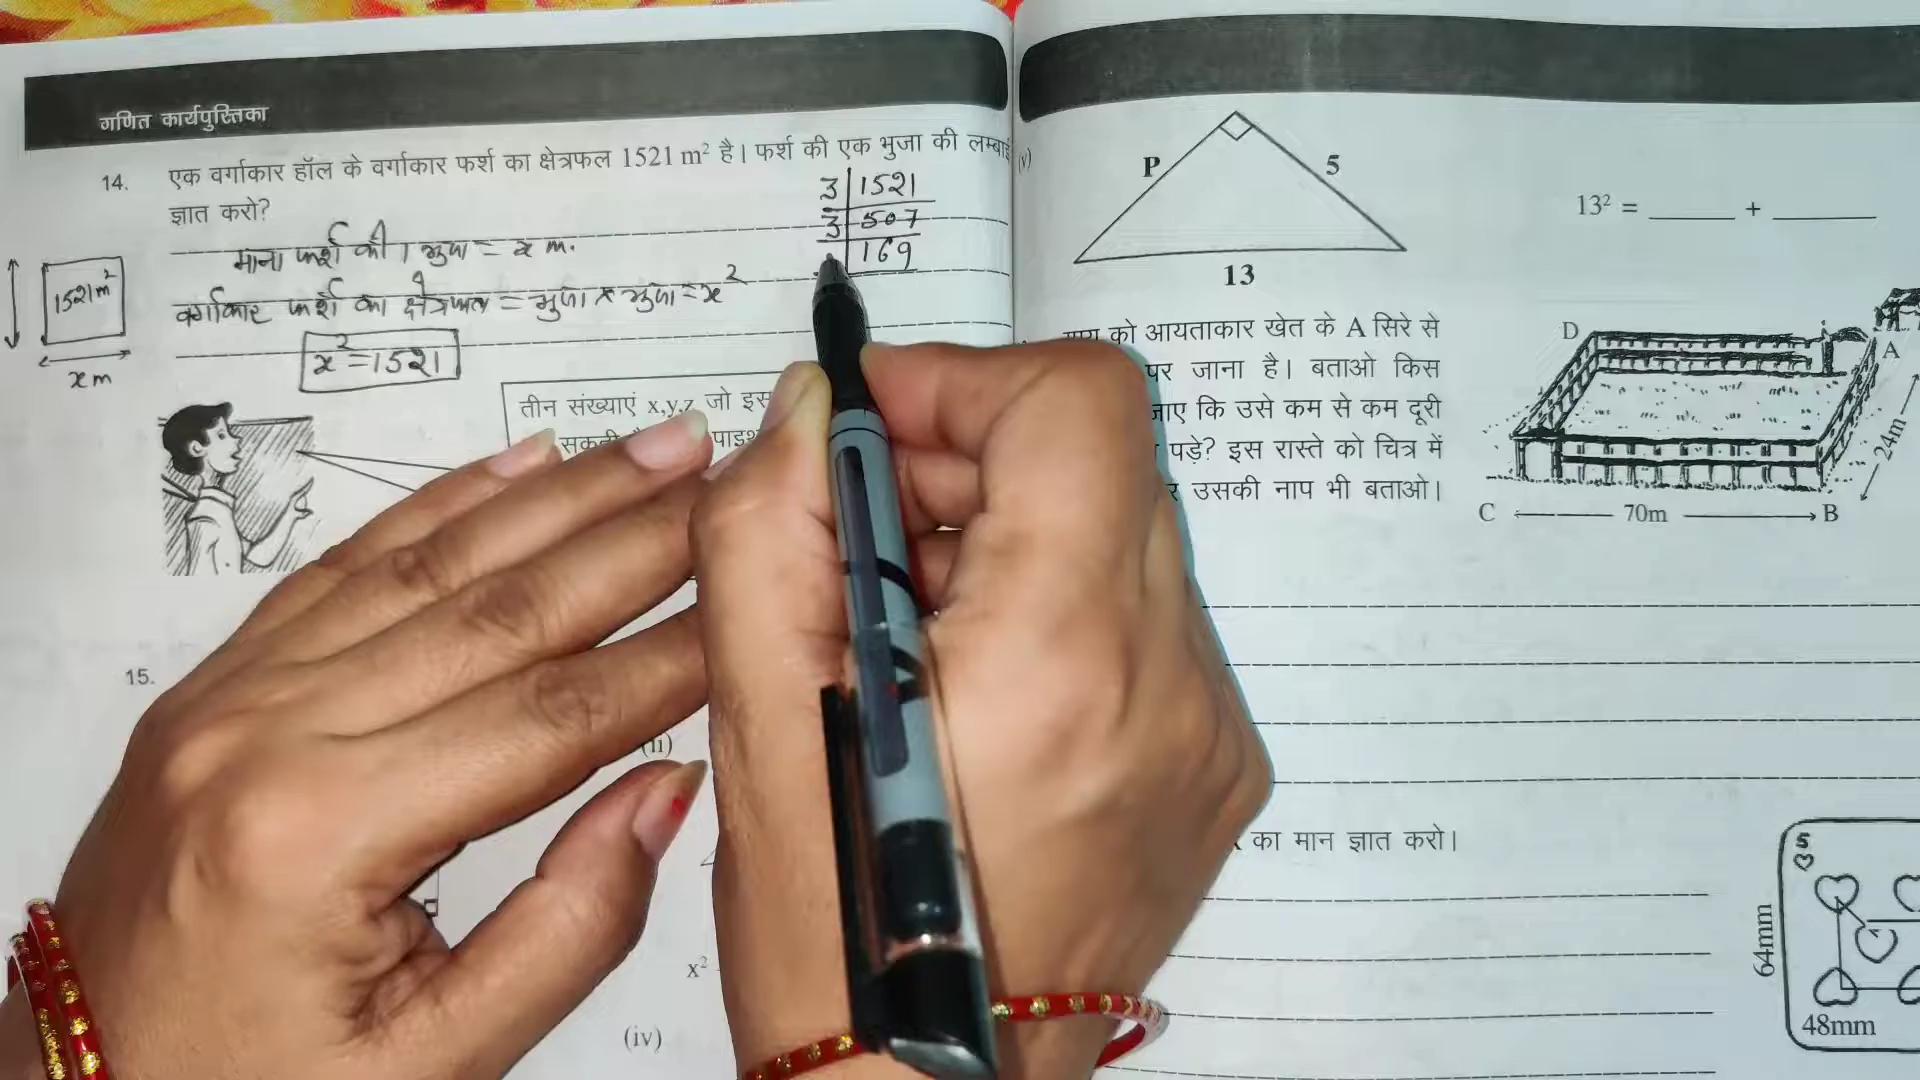 गणित कार्यपुस्तिका
14. एक वर्गाकार हॉल के वर्गाकार फर्श का क्षेत्रफल 1521 m² है। फर्श की एक भुजा की लम्बाई
ज्ञात करो?
माना फर्श की 1 भुजा = x m.
वर्गाकार फर्श का क्षेत्रफल = भुजा × भुजा = x²
x² = 1521
1521 m²
x m
3 | 1521
3 | 507
169
तीन संख्याएं x,y,z जो इस
15.
(ii)
x²
(iv)
(v)
P
5
13
13² = ______ + ______
को आयताकार खेत के A सिरे से
पर जाना है। बताओ किस
जाए कि उसे कम से कम दूरी
पड़े? इस रास्ते को चित्र में
उसकी नाप भी बताओ।
D
A
24m
C
70m
B
का मान ज्ञात करो।
5
64mm
48mm